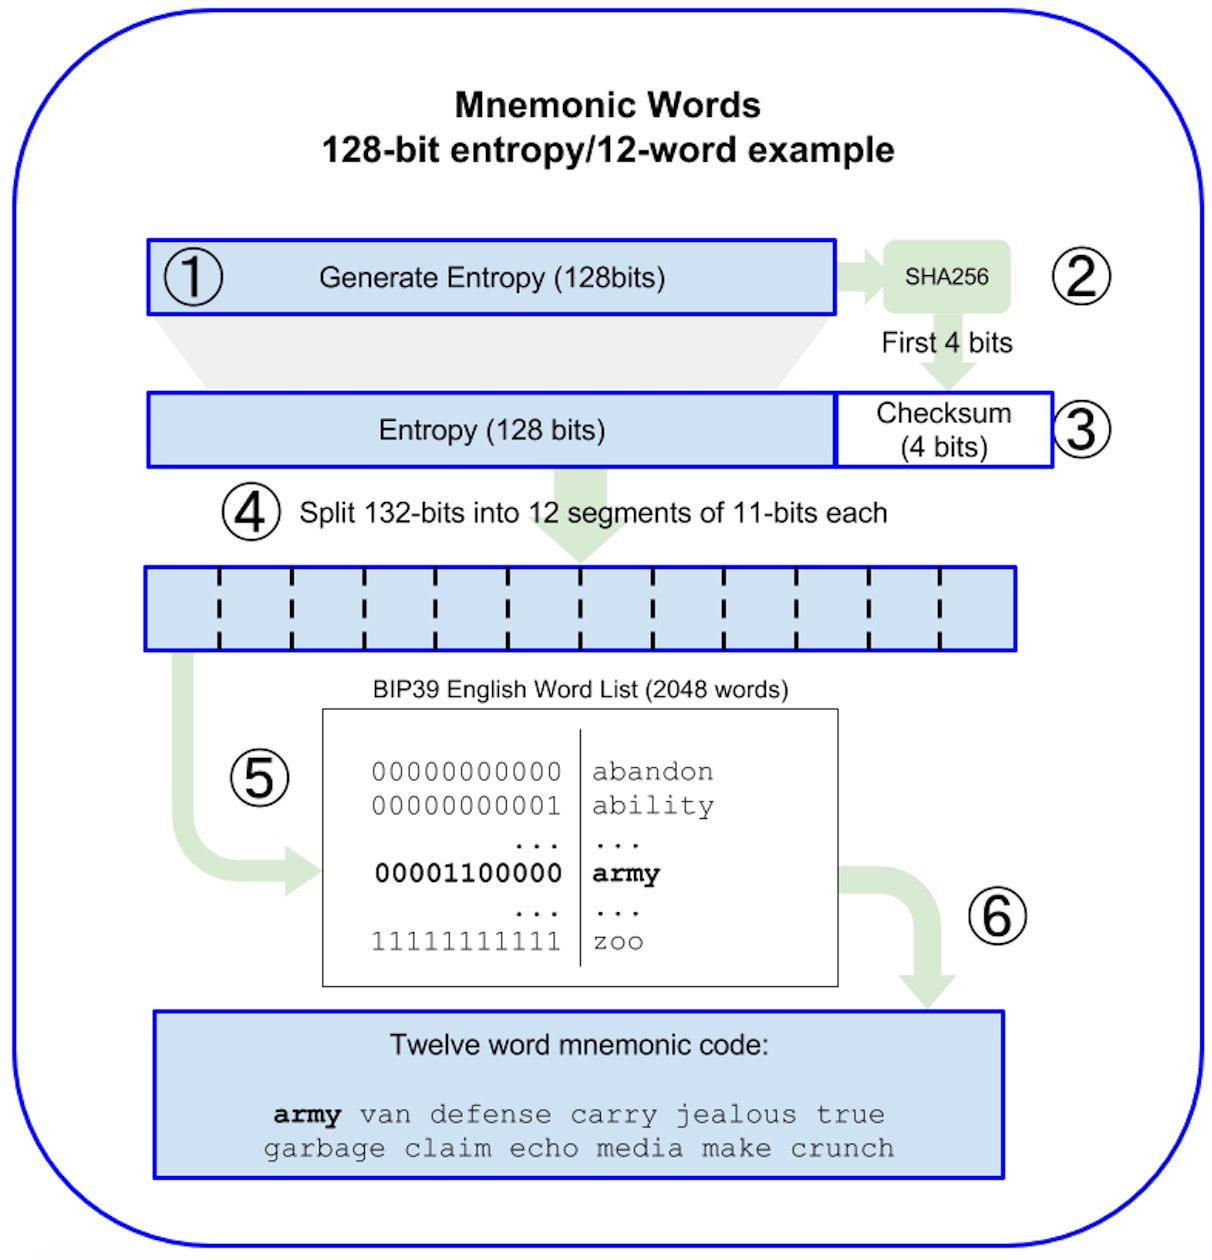 Mnemonic Words
128-bit entropy/12-word example
① Generate Entropy (128bits) SHA256 ②
First 4 bits
Entropy (128 bits) Checksum (4 bits) ③
④ Split 132-bits into 12 segments of 11-bits each
BIP39 English Word List (2048 words)
⑤
00000000000 abandon
00000000001 ability
... ...
00001100000 army
... ...
11111111111 zoo
⑥
Twelve word mnemonic code:
army van defense carry jealous true
garbage claim echo media make crunch